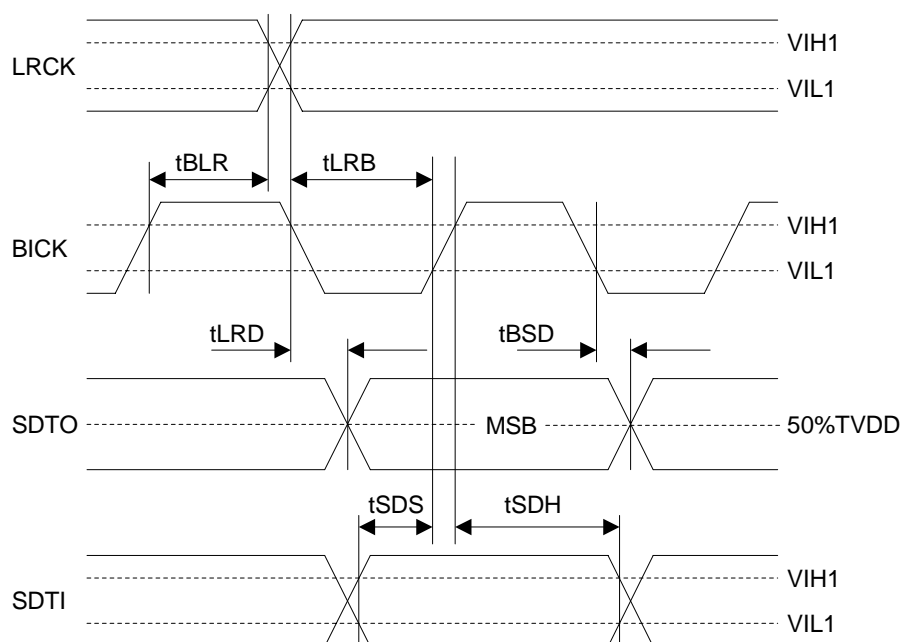 VIH1
LRCK
VIL1
tBLR tLRB
VIH1
BICK
VIL1
tLRD tBSD
SDTO MSB 50%TVDD
tSDS tSDH
VIH1
SDTI
VIL1